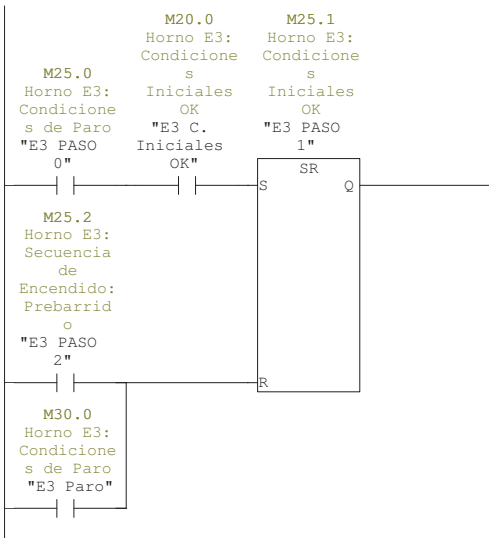 M20.0
Horno E3:
Condicione
s
Iniciales
OK
"E3 C.
Iniciales
OK"
M25.1
Horno E3:
Condicione
s
Iniciales
OK
"E3 PASO
1"
M25.0
Horno E3:
Condicione
s de Paro
"E3 PASO
0"
SR
S
Q
M25.2
Horno E3:
Secuencia
de
Encendido:
Prebarrid
o
"E3 PASO
2"
R
M30.0
Horno E3:
Condicione
s de Paro
"E3 Paro"